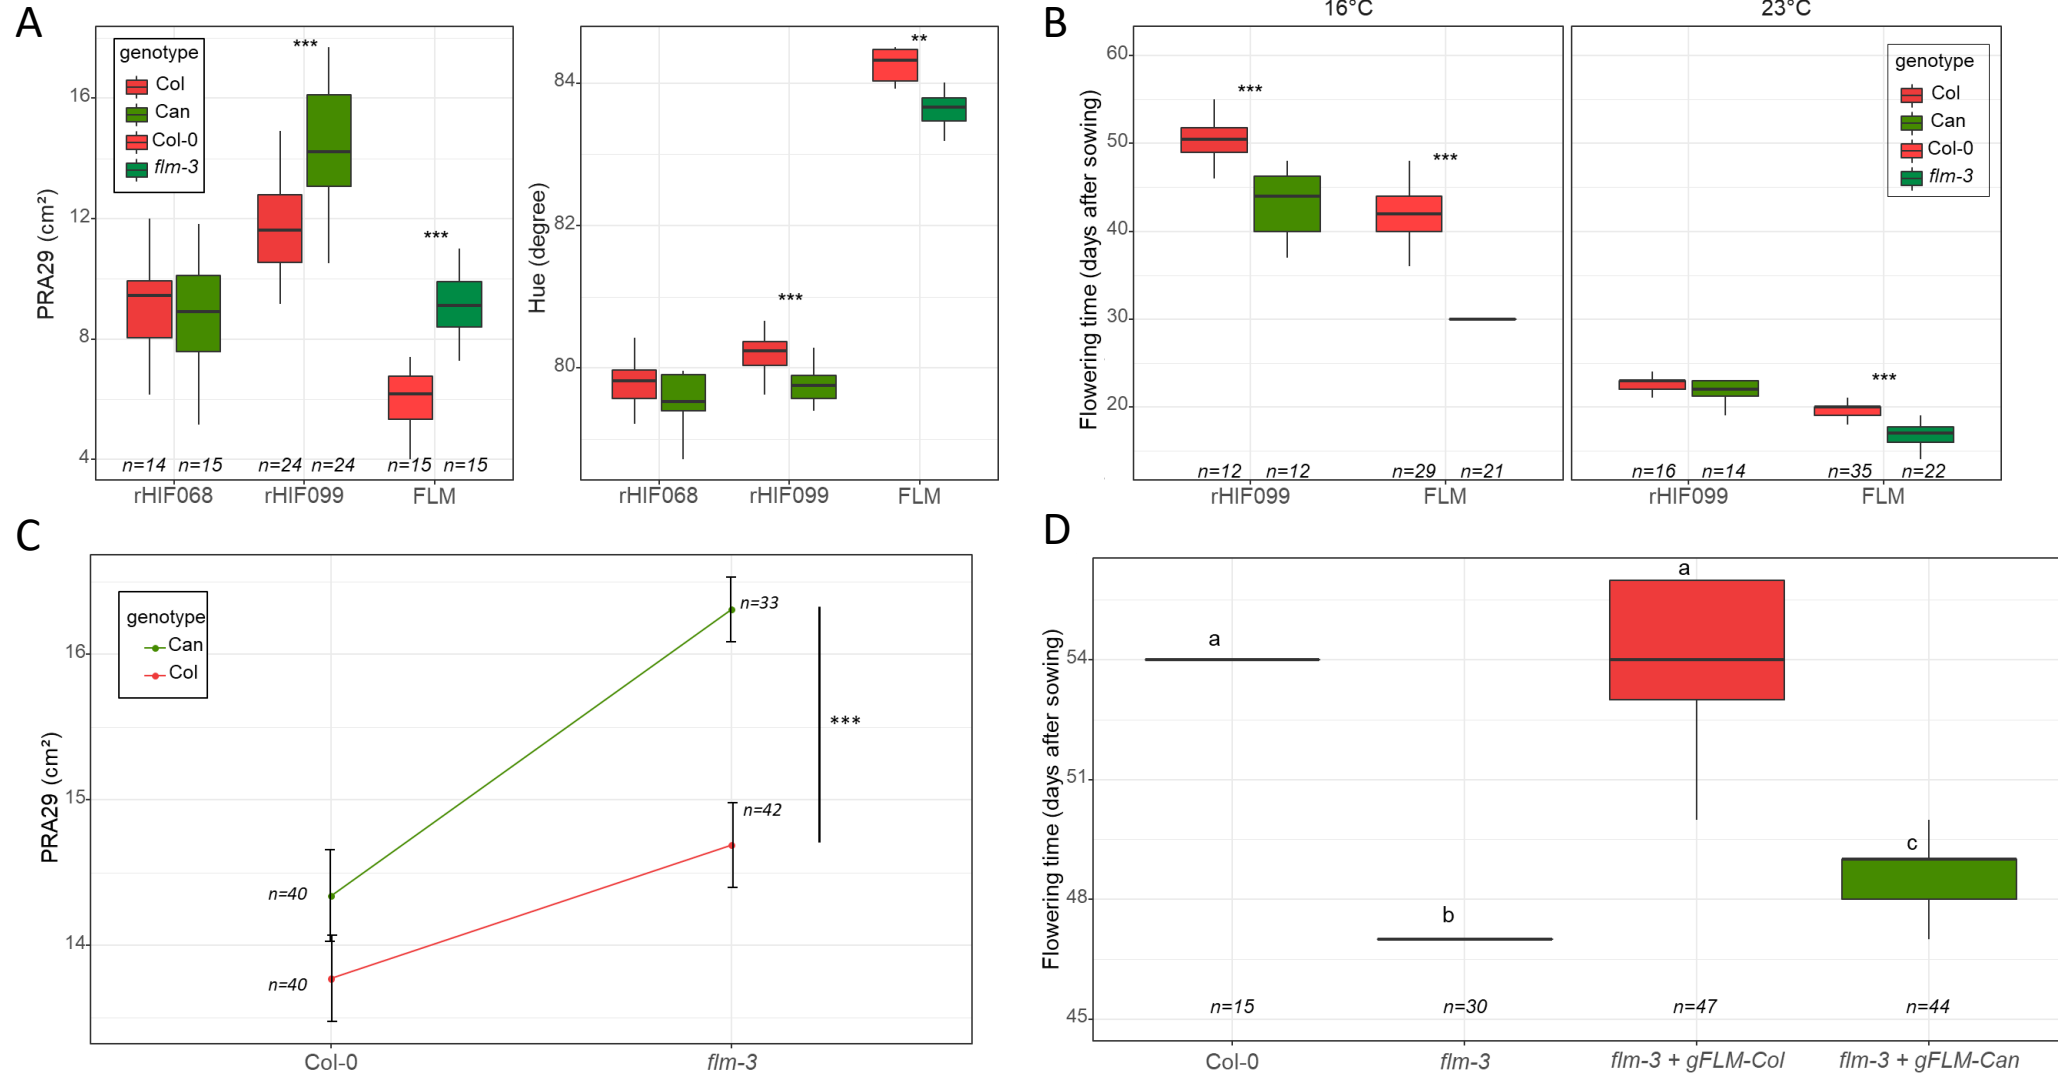 A
genotype
Col
Can
Col-0
flm-3
***
***
PRA29 (cm²)
16
12
8
4
n=14 n=15 n=24 n=24 n=15 n=15
rHIF068 rHIF099 FLM
Hue (degree)
84
82
80
***
**
rHIF068 rHIF099 FLM
B
16°C 23°C
Flowering time (days after sowing)
60
50
40
30
20
***
***
***
genotype
Col
Can
Col-0
flm-3
n=12 n=12 n=29 n=21 n=16 n=14 n=35 n=22
rHIF099 FLM rHIF099 FLM
C
genotype
Can
Col
PRA29 (cm²)
16
15
14
n=33
***
n=42
n=40
n=40
Col-0 flm-3
D
Flowering time (days after sowing)
54
51
48
45
a
b
a
c
n=15 n=30 n=47 n=44
Col-0 flm-3 flm-3 + gFLM-Col flm-3 + gFLM-Can